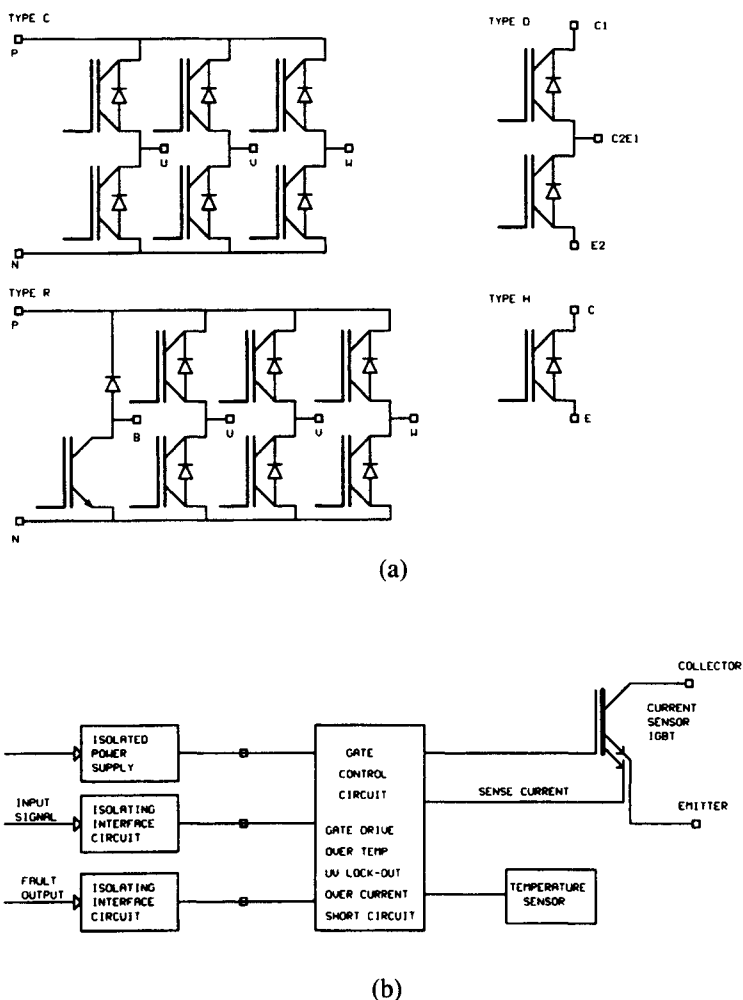 TYPE C
P
U
V
W
N
TYPE D
C1
C2E1
E2
TYPE R
P
B
U
V
W
N
TYPE H
C
E
(a)
COLLECTOR
CURRENT
SENSOR
IGBT
EMITTER
ISOLATED
POWER
SUPPLY
INPUT
SIGNAL
ISOLATING
INTERFACE
CIRCUIT
FAULT
OUTPUT
ISOLATING
INTERFACE
CIRCUIT
GATE
CONTROL
CIRCUIT
GATE DRIVE
OVER TEMP
UV LOCK-OUT
OVER CURRENT
SHORT CIRCUIT
SENSE CURRENT
TEMPERATURE
SENSOR
(b)